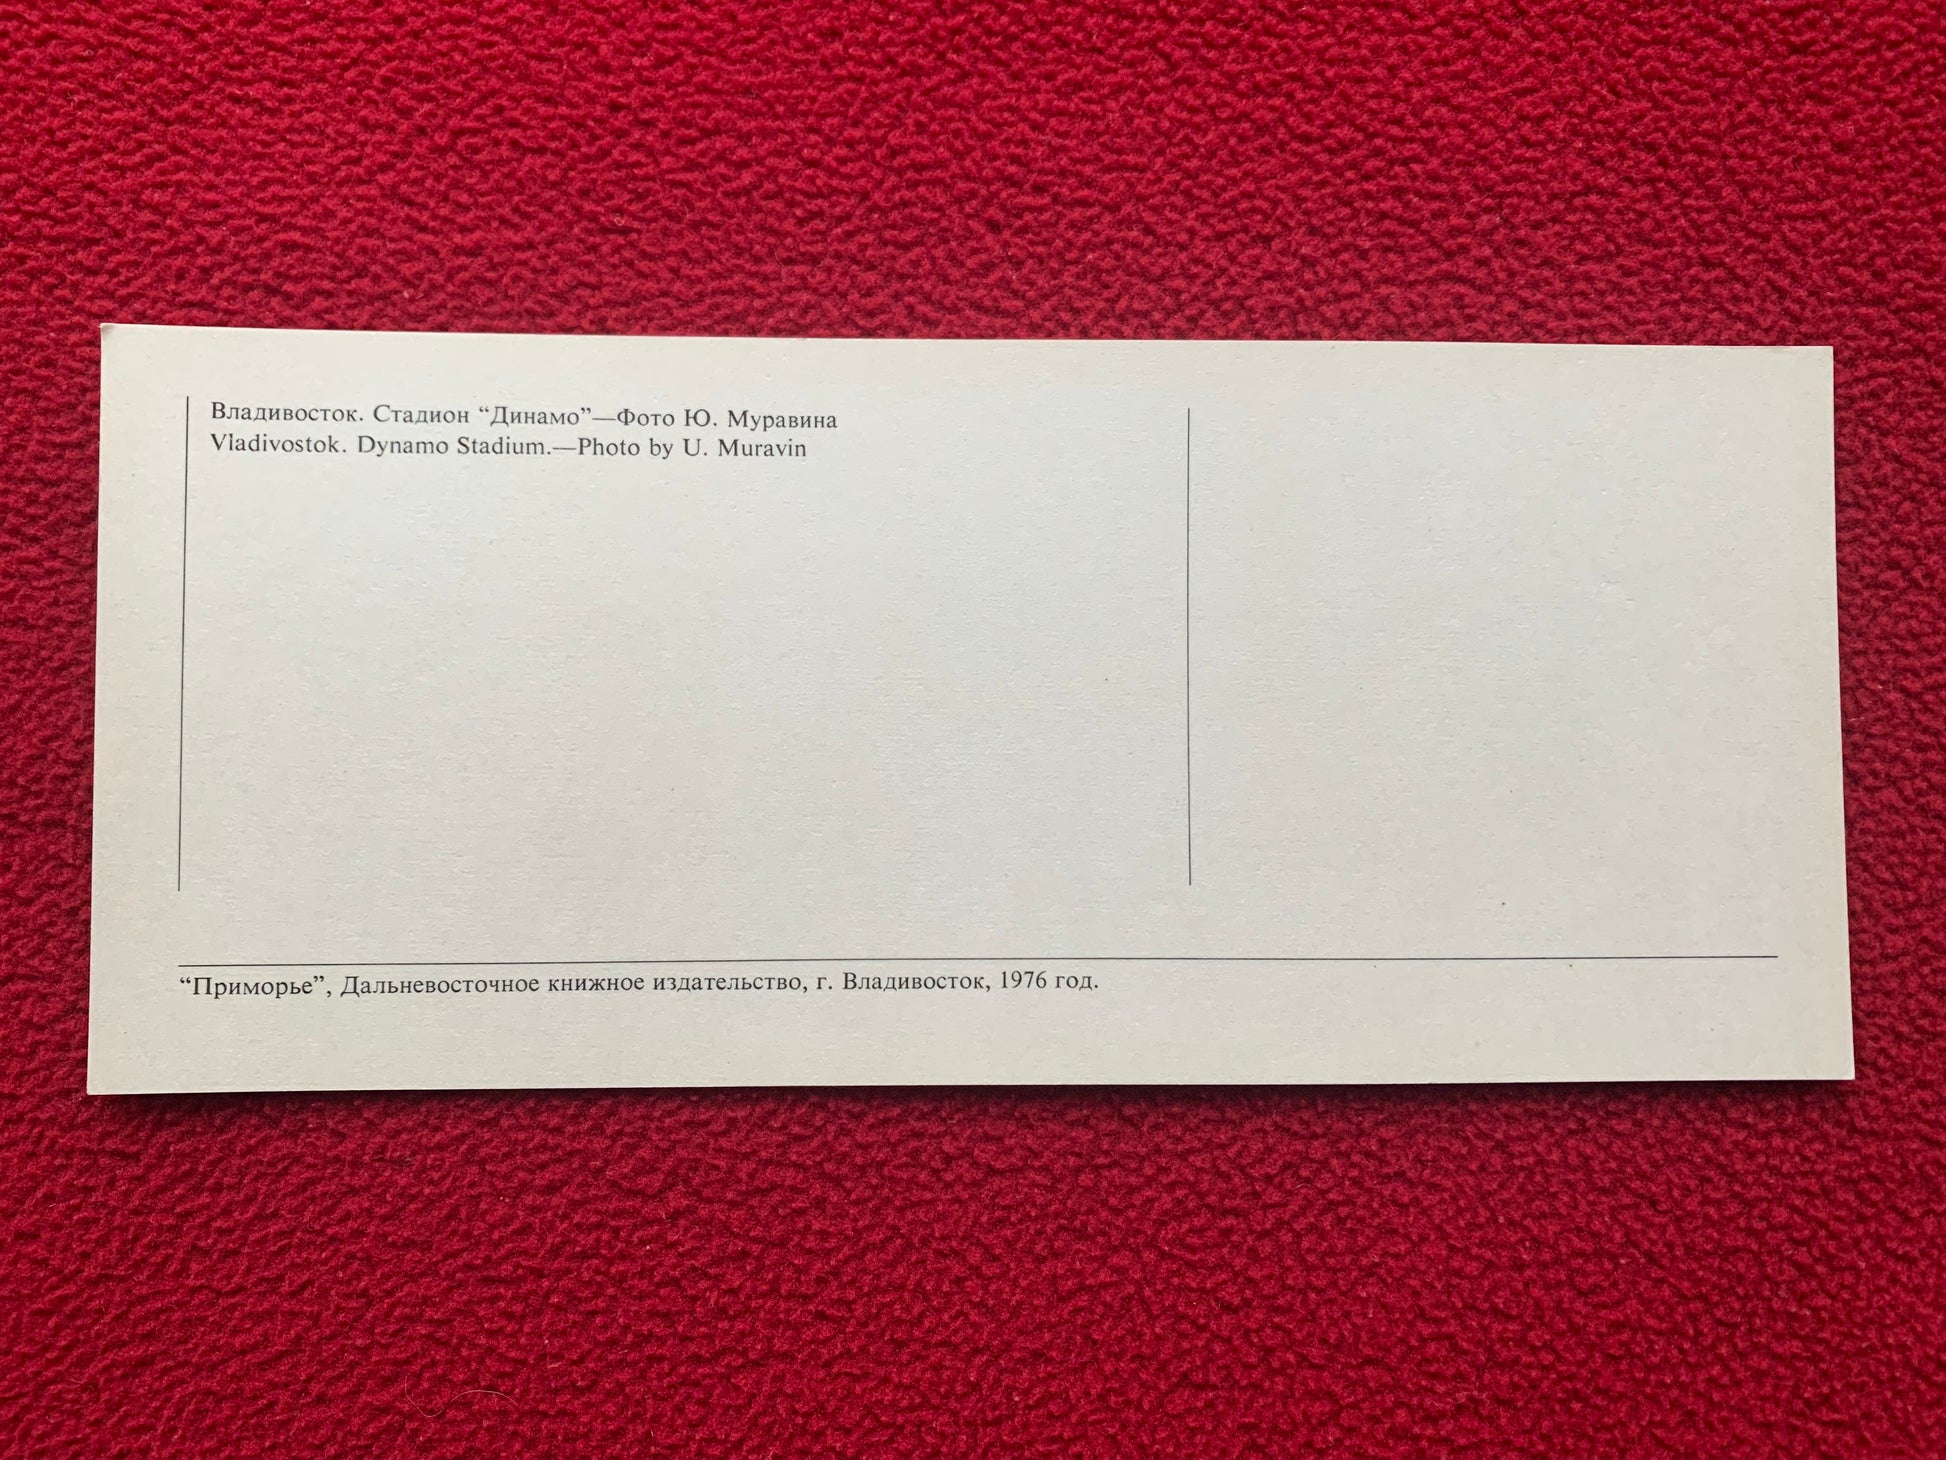 Владивосток. Стадион “Динамо”—Фото Ю. Муравина
Vladivostok. Dynamo Stadium.—Photo by U. Muravin
“Приморье”, Дальневосточное книжное издательство, г. Владивосток, 1976 год.